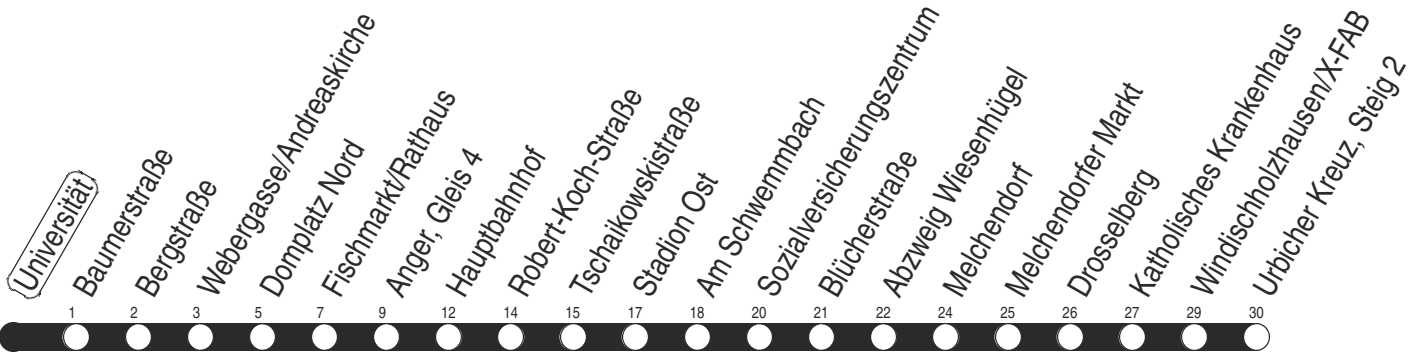 Universität
Baumerstraße
Bergstraße
Webergasse/Andreaskirche
Domplatz Nord
Fischmarkt/Rathaus
Anger, Gleis 4
Hauptbahnhof
Robert-Koch-Straße
Tschaikowskistraße
Stadion Ost
Am Schwemmbach
Sozialversicherungszentrum
Blücherstraße
Abzweig Wiesenhügel
Melchendorf
Melchendorfer Markt
Drosselberg
Katholisches Krankenhaus
Windischholzhausen/X-FAB
Urbicher Kreuz, Steig 2
1 2 3 5 7 9 12 14 15 17 18 20 21 22 24 25 26 27 29 30